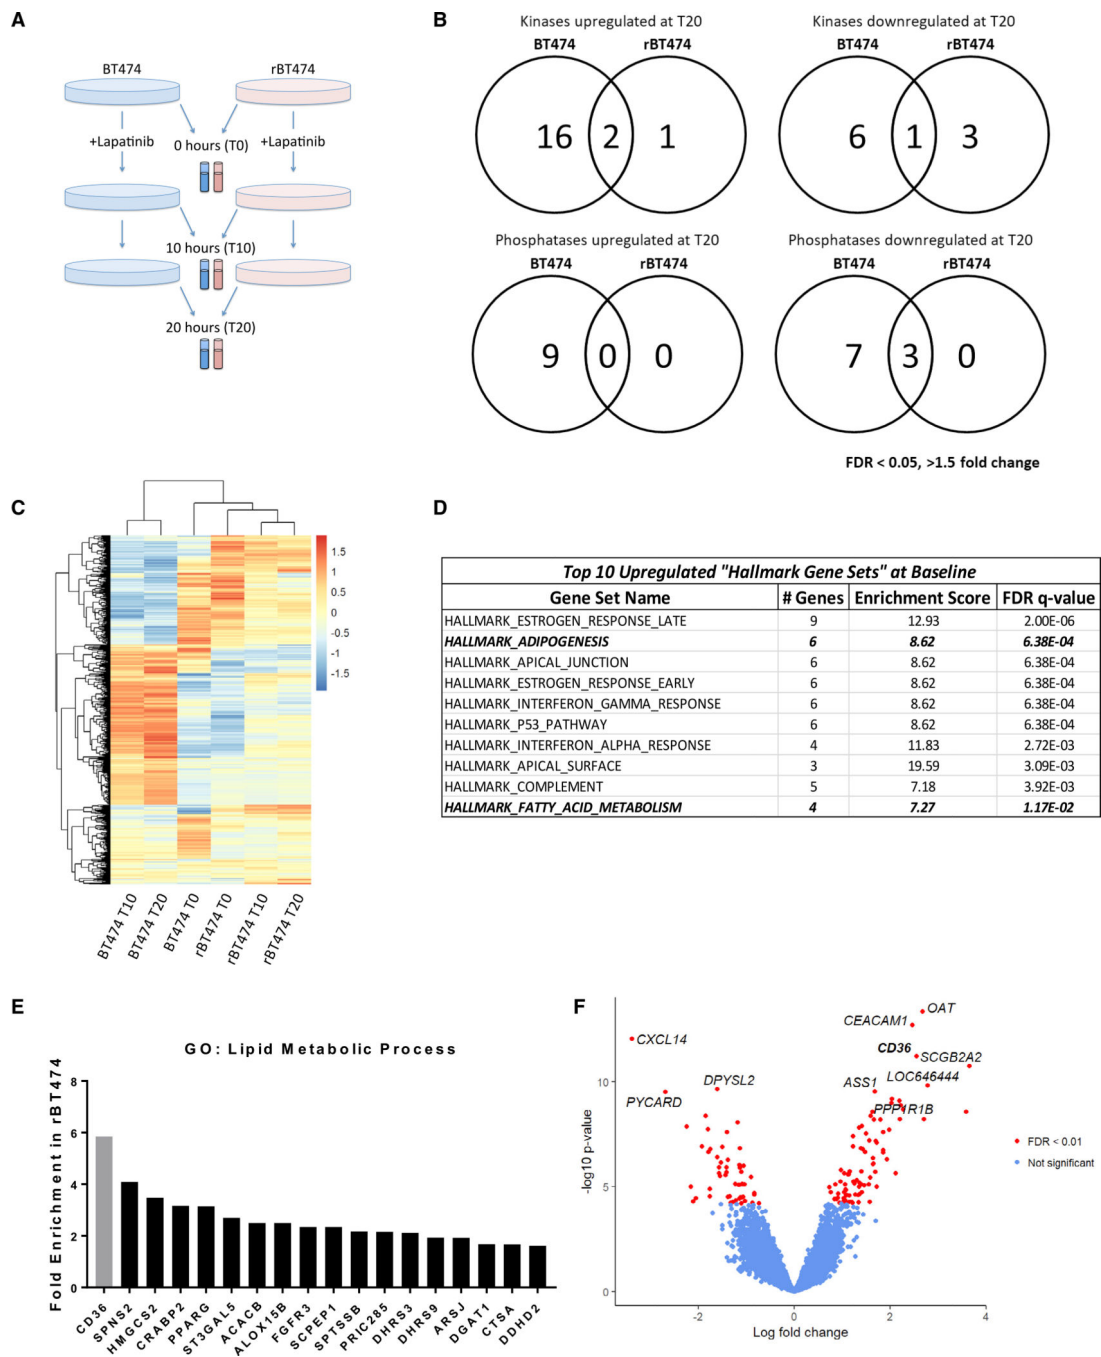 A
BT474
rBT474
+Lapatinib
0 hours (T0)
+Lapatinib
10 hours (T10)
20 hours (T20)
B
Kinases upregulated at T20
BT474
rBT474
16
2
1
Kinases downregulated at T20
BT474
rBT474
6
1
3
Phosphatases upregulated at T20
BT474
rBT474
9
0
0
Phosphatases downregulated at T20
BT474
rBT474
7
3
0
FDR < 0.05, >1.5 fold change
C
1.5
1
0.5
0
-0.5
-1
BT474 T10
BT474 T20
BT474 T0
rBT474 T0
rBT474 T10
rBT474 T20
D
Top 10 Upregulated "Hallmark Gene Sets" at Baseline
Gene Set Name # Genes Enrichment Score FDR q-value
HALLMARK_ESTROGEN_RESPONSE_LATE 9 12.93 2.00E-06
HALLMARK_ADIPOGENESIS 6 8.62 6.38E-04
HALLMARK_APICAL_JUNCTION 6 8.62 6.38E-04
HALLMARK_ESTROGEN_RESPONSE_EARLY 6 8.62 6.38E-04
HALLMARK_INTERFERON_GAMMA_RESPONSE 6 8.62 6.38E-04
HALLMARK_P53_PATHWAY 6 8.62 6.38E-04
HALLMARK_INTERFERON_ALPHA_RESPONSE 4 11.83 2.72E-03
HALLMARK_APICAL_SURFACE 3 19.59 3.09E-03
HALLMARK_COMPLEMENT 5 7.18 3.92E-03
HALLMARK_FATTY_ACID_METABOLISM 4 7.27 1.17E-02
E
GO: Lipid Metabolic Process
Fold Enrichment in rBT474
8
6
4
2
0
CD36
SPNS2
HMGCS2
CRABP2
PPARG
ST3GAL5
ACACB
ALOX15B
FGFR3
SCPEP1
SPTSSB
PRIC285
DHRS3
DHRS9
ARSJ
DGAT1
CTSA
DDHD2
F
OAT
CEACAM1
CXCL14
CD36
SCGB2A2
LOC646444
DPYSL2
ASS1
PYCARD
PPP1R1B
-log10 p-value
10
5
0
-2
0
2
4
Log fold change
FDR < 0.01
Not significant